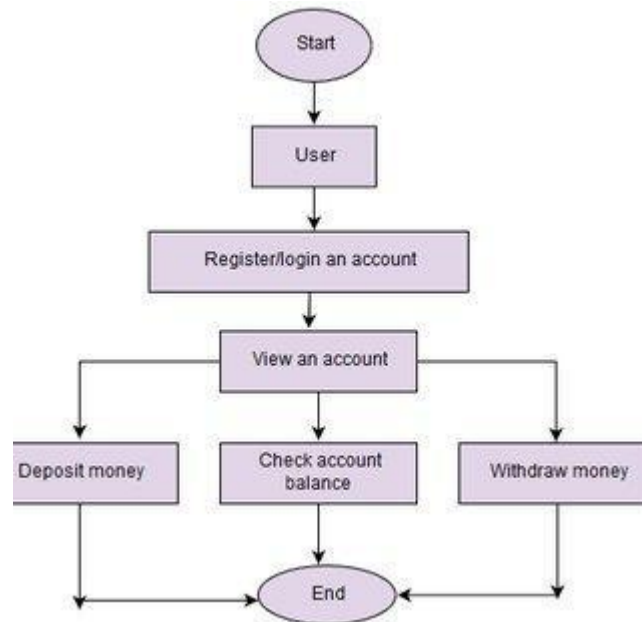 Start
User
Register/login an account
View an account
Deposit money
Check account
balance
Withdraw money
End